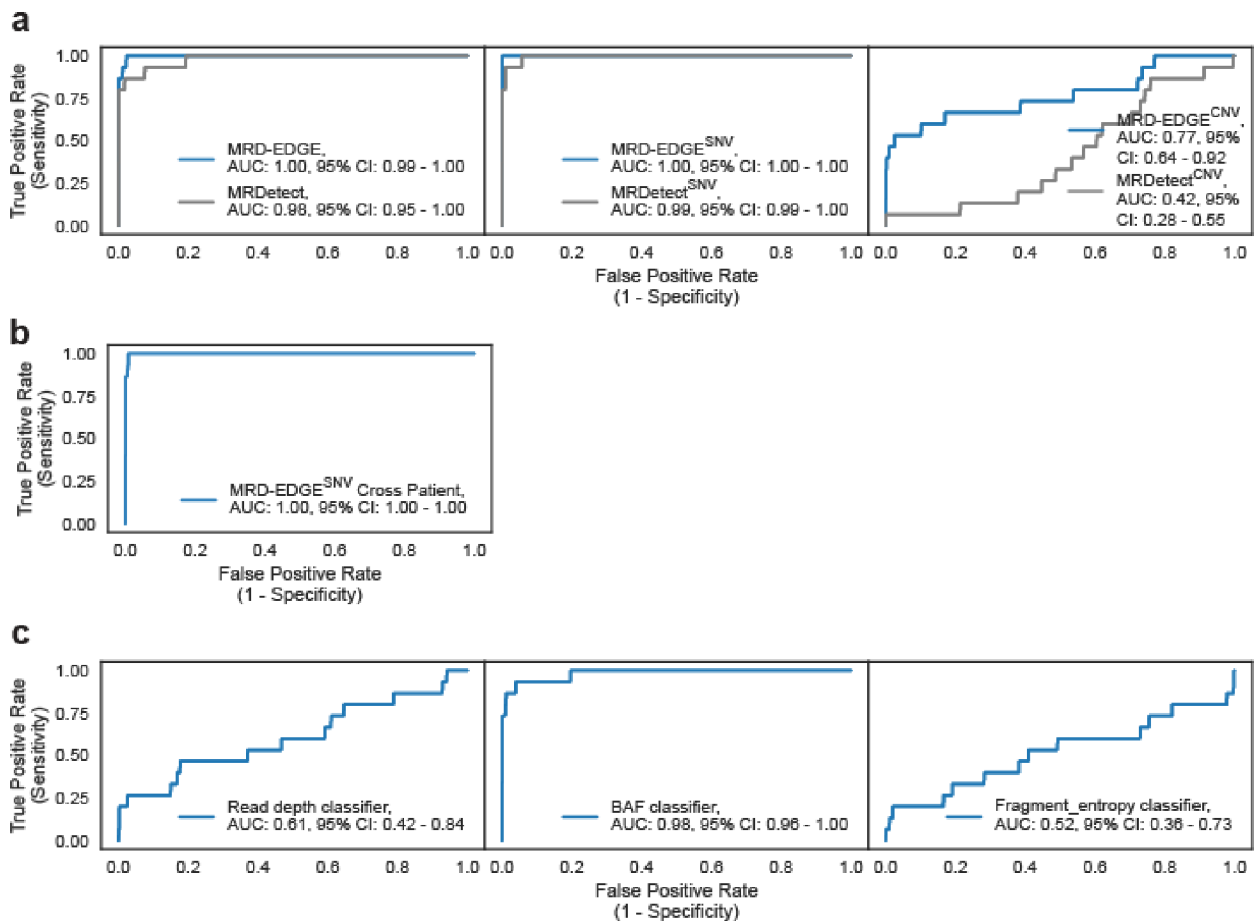 a
True Positive Rate
(Sensitivity)
1.00
0.75
0.50
0.25
0.00
MRD-EDGE,
AUC: 1.00, 95% CI: 0.99 - 1.00
MRDetect,
AUC: 0.98, 95% CI: 0.95 - 1.00
MRD-EDGE^SNV,
AUC: 1.00, 95% CI: 1.00 - 1.00
MRDetect^SNV,
AUC: 0.99, 95% CI: 0.99 - 1.00
MRD-EDGE^CNV,
AUC: 0.77, 95%
CI: 0.64 - 0.92
MRDetect^CNV,
AUC: 0.42, 95%
CI: 0.28 - 0.55
0.0 0.2 0.4 0.6 0.8 1.0 0.2 0.4 0.6 0.8 1.0 0.0 0.2 0.4 0.6 0.8 1.0
False Positive Rate
(1 - Specificity)
b
True Positive Rate
(Sensitivity)
1.00
0.75
0.50
0.25
0.00
MRD-EDGE^SNV Cross Patient,
AUC: 1.00, 95% CI: 1.00 - 1.00
0.0 0.2 0.4 0.6 0.8 1.0
False Positive Rate
(1 - Specificity)
c
True Positive Rate
(Sensitivity)
1.00
0.75
0.50
0.25
0.00
Read depth classifier,
AUC: 0.61, 95% CI: 0.42 - 0.84
BAF classifier,
AUC: 0.98, 95% CI: 0.96 - 1.00
Fragment_entropy classifier,
AUC: 0.52, 95% CI: 0.36 - 0.73
0.0 0.2 0.4 0.6 0.8 1.0 0.0 0.2 0.4 0.6 0.8 1.0 0.0 0.2 0.4 0.6 0.8 1.0
False Positive Rate
(1 - Specificity)